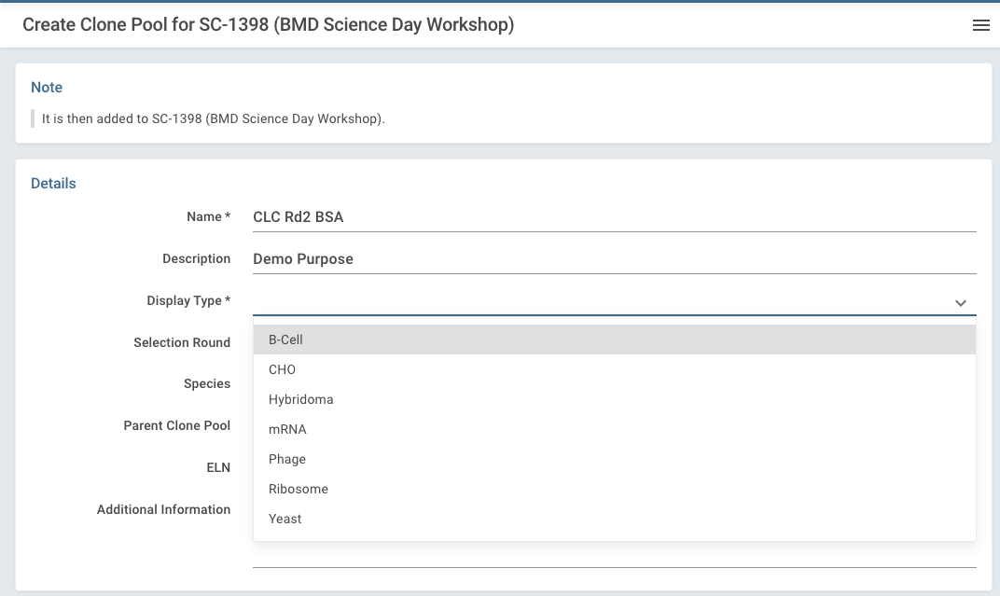 Create Clone Pool for SC-1398 (BMD Science Day Workshop)
Note
It is then added to SC-1398 (BMD Science Day Workshop).
Details
Name * CLC Rd2 BSA
Description Demo Purpose
Display Type *
B-Cell
Selection Round
CHO
Species
Hybridoma
Parent Clone Pool
mRNA
Phage
ELN
Ribosome
Additional Information
Yeast